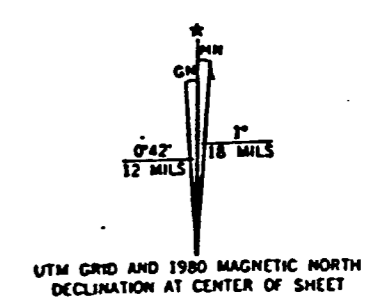 ★
MN
GN
1°
0°42'
18 MILS
12 MILS
UTM GRID AND 1980 MAGNETIC NORTH
DECLINATION AT CENTER OF SHEET